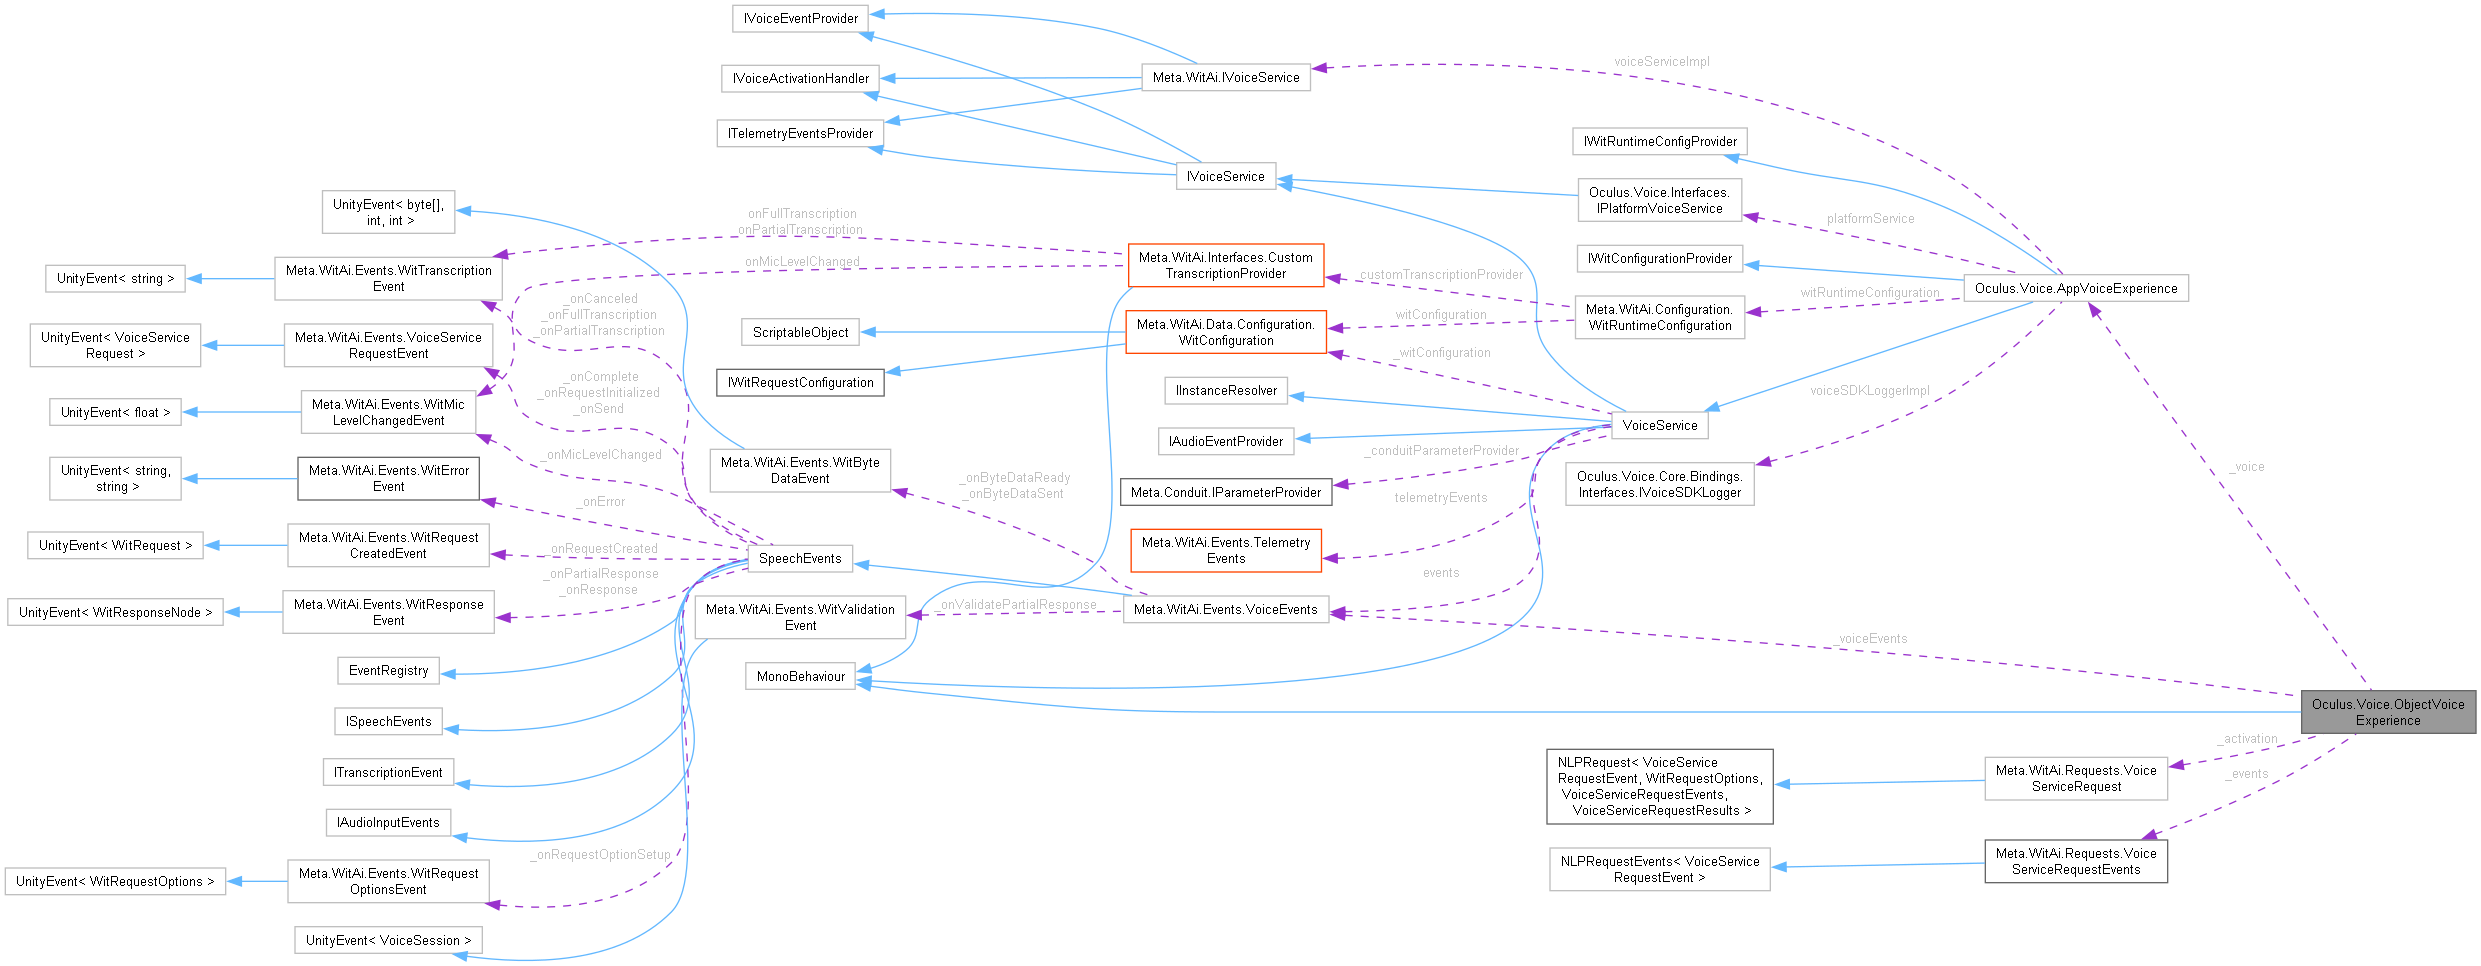 IVoiceEventProvider
Meta.WitAi.IVoiceService
voiceServiceImpl
IVoiceActivationHandler
ITelemetryEventsProvider
IWitRuntimeConfigProvider
IVoiceService
Oculus.Voice.Interfaces.
IPlatformVoiceService
platformService
UnityEvent< byte[],
int, int >
onFullTranscription
onPartialTranscription
Meta.WitAi.Interfaces.Custom
TranscriptionProvider
IWitConfigurationProvider
UnityEvent< string >
Meta.WitAi.Events.WitTranscription
Event
onMicLevelChanged
_customTranscriptionProvider
witRuntimeConfiguration
Oculus.Voice.AppVoiceExperience
_onCanceled
_onFullTranscription
_onPartialTranscription
ScriptableObject
Meta.WitAi.Data.Configuration.
WitConfiguration
witConfiguration
Meta.WitAi.Configuration.
WitRuntimeConfiguration
UnityEvent< VoiceService
Request >
Meta.WitAi.Events.VoiceService
RequestEvent
_witConfiguration
IWitRequestConfiguration
_onComplete
_onRequestInitialized
_onSend
IInstanceResolver
voiceSDKLoggerImpl
UnityEvent< float >
Meta.WitAi.Events.WitMic
LevelChangedEvent
IAudioEventProvider
VoiceService
_onMicLevelChanged
_conduitParameterProvider
UnityEvent< string,
string >
Meta.WitAi.Events.WitError
Event
Meta.WitAi.Events.WitByte
DataEvent
_onByteDataReady
_onByteDataSent
Meta.Conduit.IParameterProvider
Oculus.Voice.Core.Bindings.
Interfaces.IVoiceSDKLogger
_voice
_onError
telemetryEvents
UnityEvent< WitRequest >
Meta.WitAi.Events.WitRequest
CreatedEvent
_onRequestCreated
SpeechEvents
Meta.WitAi.Events.Telemetry
Events
_onPartialResponse
_onResponse
events
UnityEvent< WitResponseNode >
Meta.WitAi.Events.WitResponse
Event
Meta.WitAi.Events.WitValidation
Event
_onValidatePartialResponse
Meta.WitAi.Events.VoiceEvents
_voiceEvents
EventRegistry
MonoBehaviour
ISpeechEvents
Oculus.Voice.ObjectVoice
Experience
ITranscriptionEvent
NLPRequest< VoiceService
RequestEvent, WitRequestOptions,
VoiceServiceRequestEvents,
VoiceServiceRequestResults >
Meta.WitAi.Requests.Voice
ServiceRequest
_activation
_events
IAudioInputEvents
_onRequestOptionSetup
UnityEvent< WitRequestOptions >
Meta.WitAi.Events.WitRequest
OptionsEvent
NLPRequestEvents< VoiceService
RequestEvent >
Meta.WitAi.Requests.Voice
ServiceRequestEvents
UnityEvent< VoiceSession >